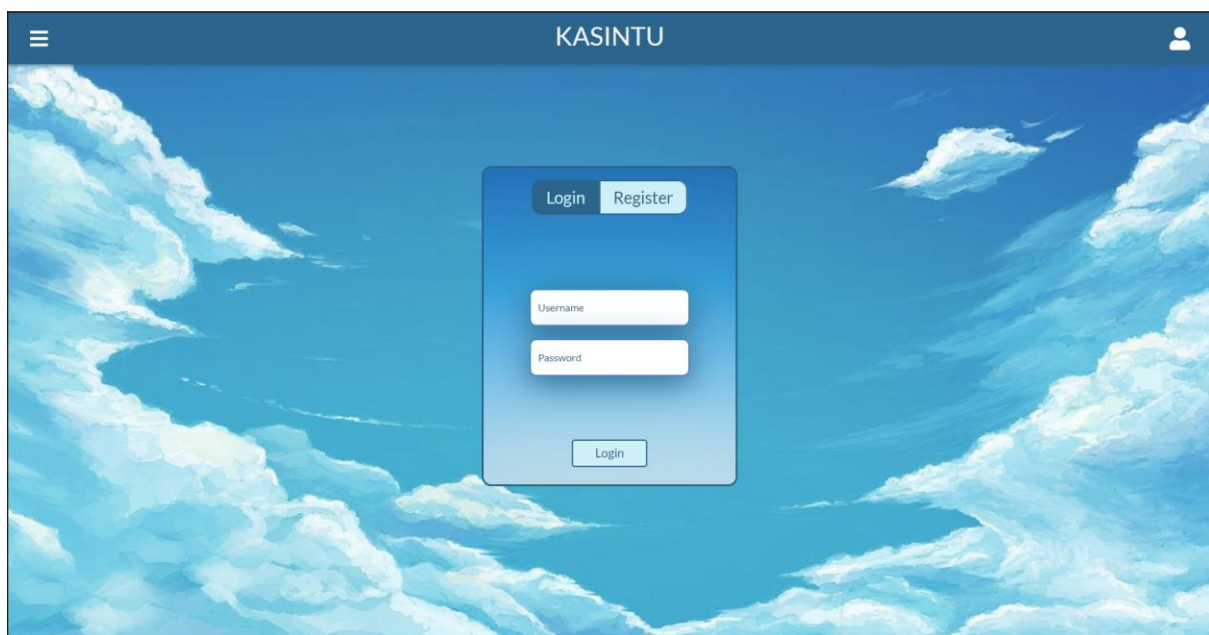 KASINTU
Login Register
Username
Password
Login